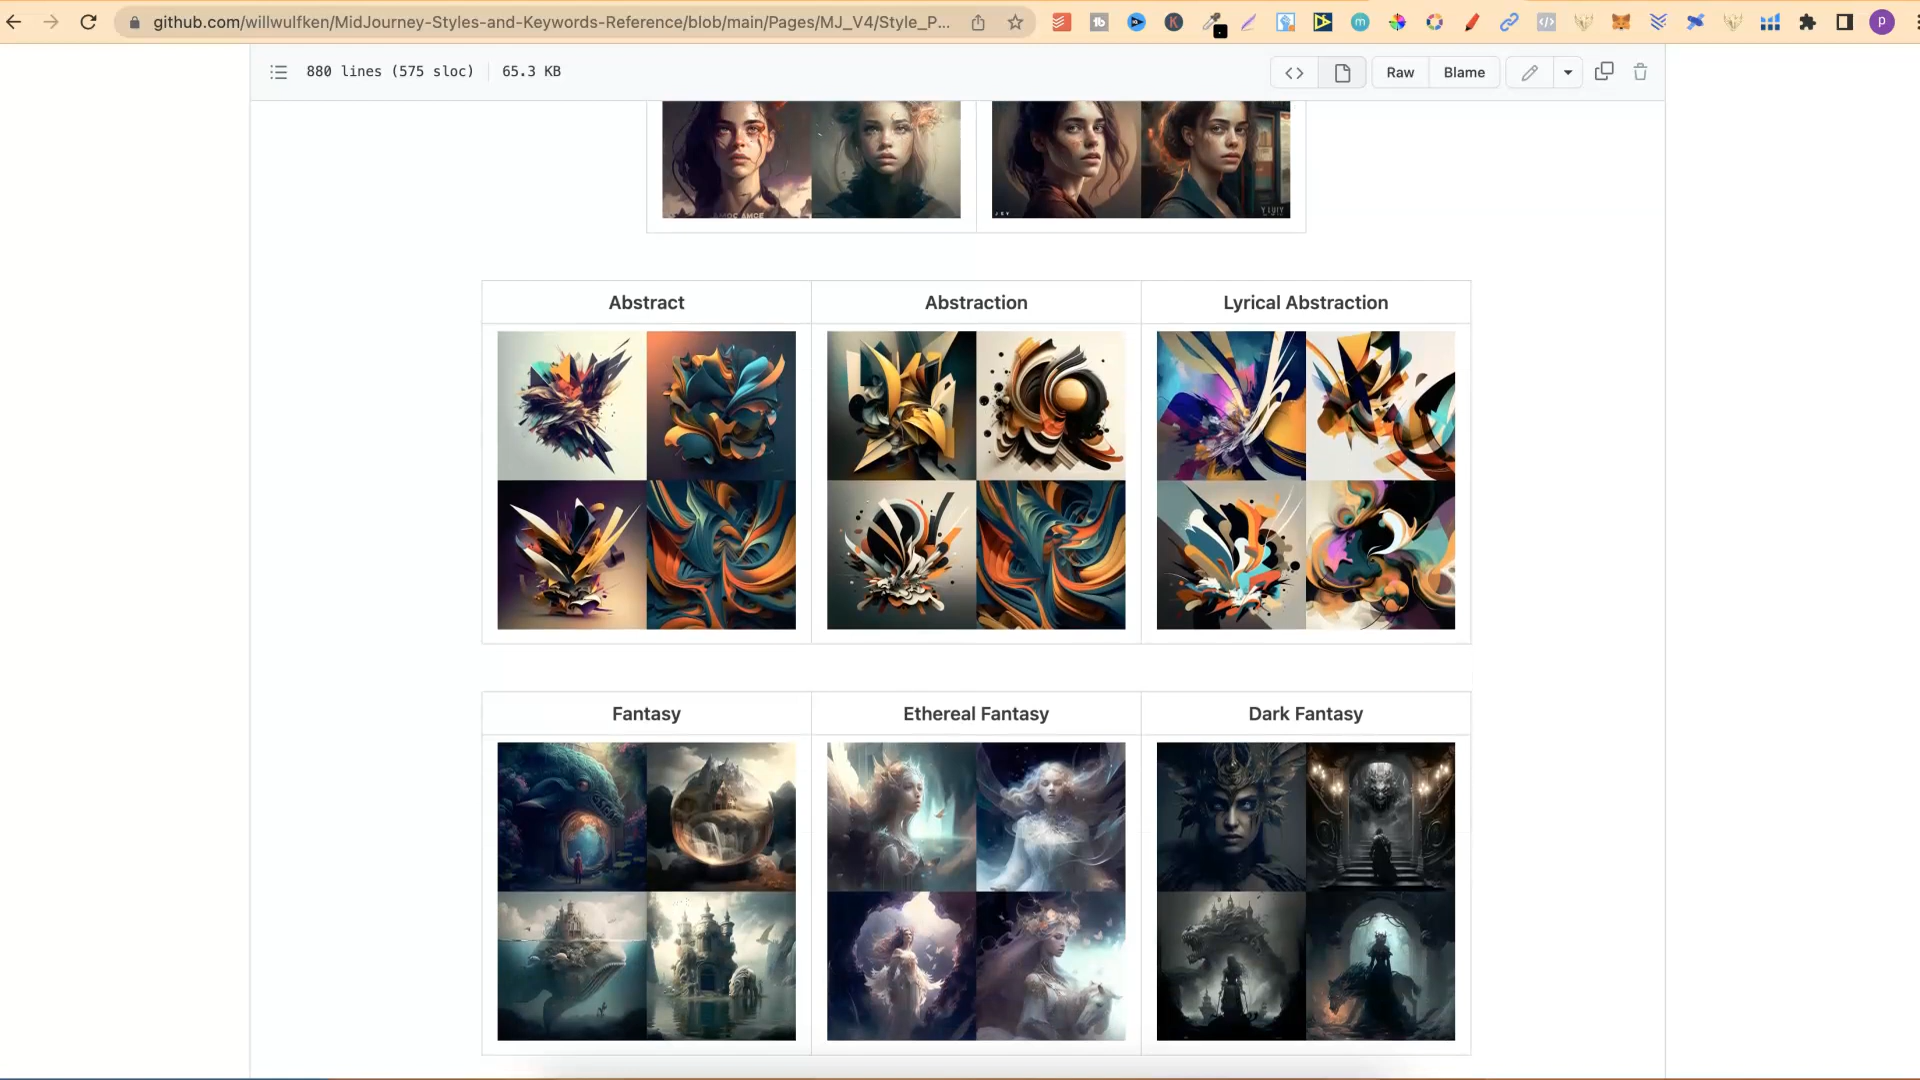 github.com/willwulfken/MidJourney-Styles-and-Keywords-Reference/blob/main/Pages/MJ_V4/Style_P...
880 lines (575 sloc) 65.3 KB
Raw Blame
Abstract Abstraction Lyrical Abstraction
Fantasy Ethereal Fantasy Dark Fantasy